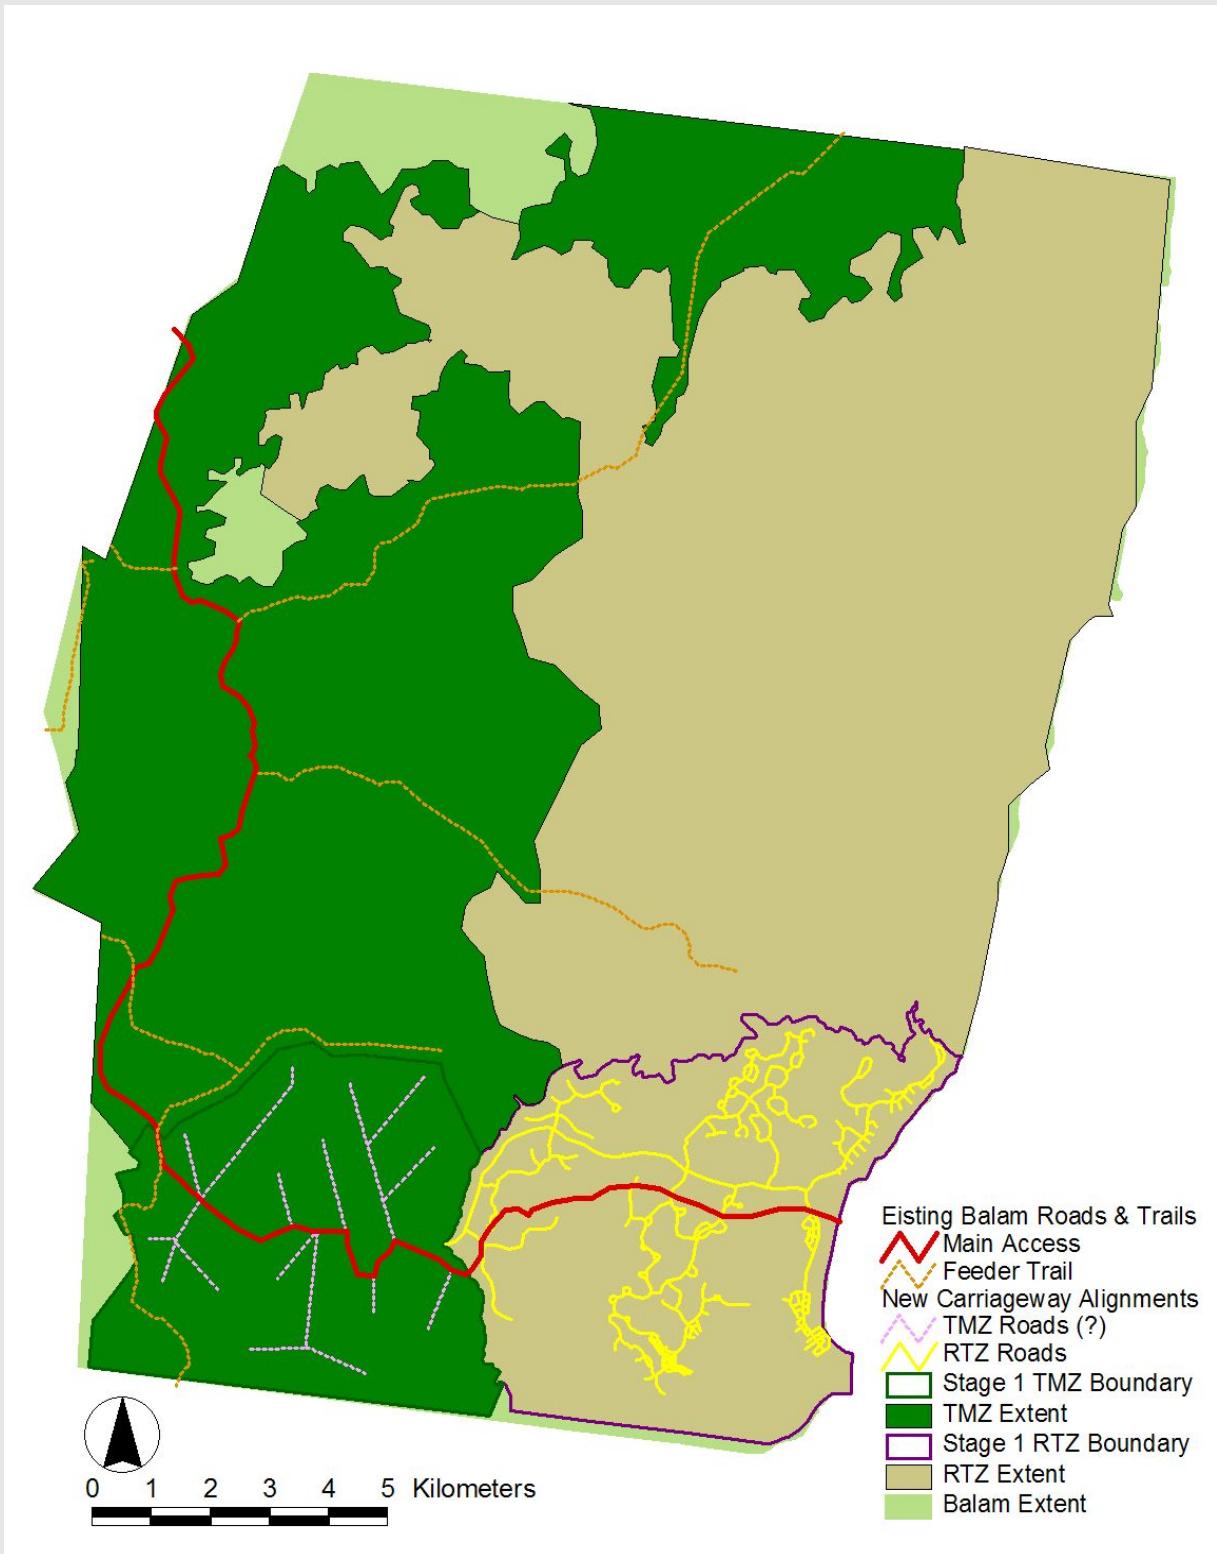 Eisting Balam Roads & Trails
Main Access
Feeder Trail
New Carriageway Alignments
TMZ Roads (?)
RTZ Roads
Stage 1 TMZ Boundary
TMZ Extent
Stage 1 RTZ Boundary
RTZ Extent
Balam Extent
0 1 2 3 4 5 Kilometers